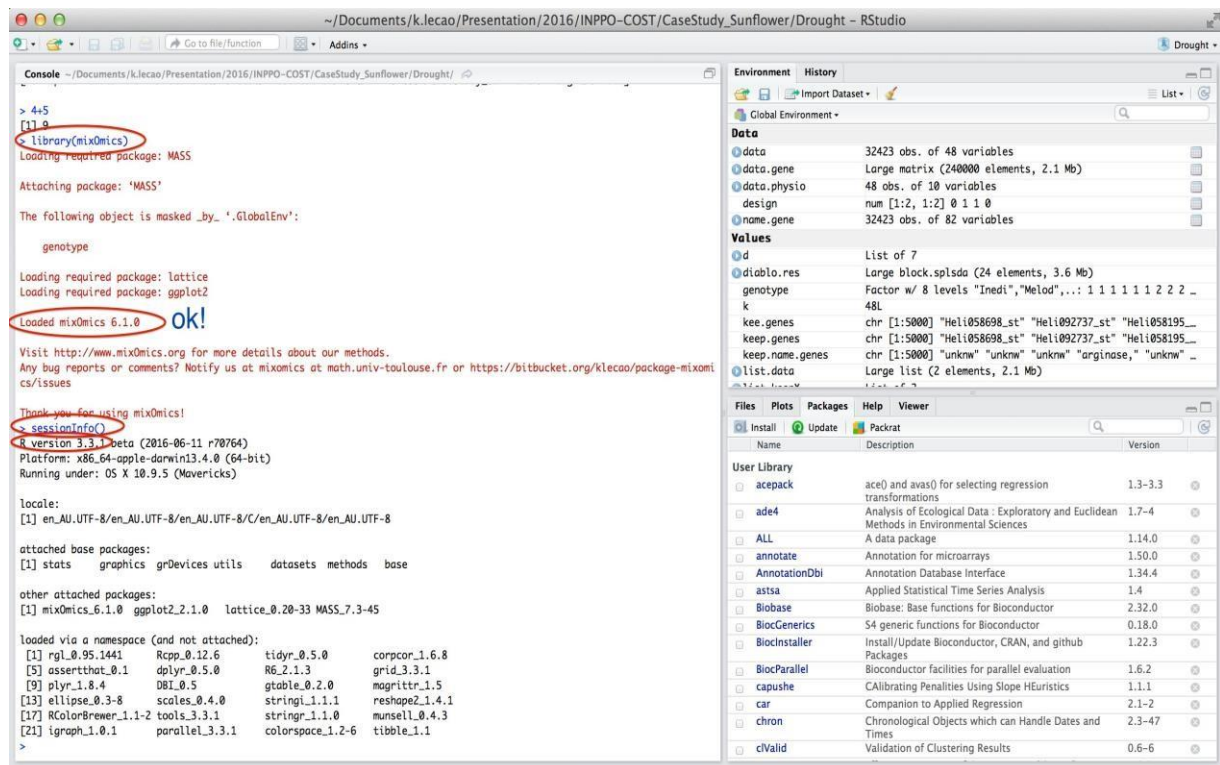 ~/Documents/k.lecao/Presentation/2016/INPPO-COST/CaseStudy_Sunflower/Drought - RStudio
Go to file/function
Addins
Drought
Console ~/Documents/k.lecao/Presentation/2016/INPPO-COST/CaseStudy_Sunflower/Drought/
> 4+5
[1] 9
> library(mixOmics)
Loading required package: MASS
Attaching package: ‘MASS’
The following object is masked _by_ ‘.GlobalEnv’:
genotype
Loading required package: lattice
Loading required package: ggplot2
Loaded mixOmics 6.1.0
ok!
Visit http://www.mixOmics.org for more details about our methods.
Any bug reports or comments? Notify us at mixomics at math.univ-toulouse.fr or https://bitbucket.org/klecao/package-mixomi
cs/issues
Thank you for using mixOmics!
> sessionInfo()
R version 3.3.1 beta (2016-06-11 r70764)
Platform: x86_64-apple-darwin13.4.0 (64-bit)
Running under: OS X 10.9.5 (Mavericks)
locale:
[1] en_AU.UTF-8/en_AU.UTF-8/en_AU.UTF-8/C/en_AU.UTF-8/en_AU.UTF-8
attached base packages:
[1] stats graphics grDevices utils datasets methods base
other attached packages:
[1] mixOmics_6.1.0 ggplot2_2.1.0 lattice_0.20-33 MASS_7.3-45
loaded via a namespace (and not attached):
[1] rgl_0.95.1441 Rcpp_0.12.6 tidyr_0.5.0 corpcor_1.6.8
[5] assertthat_0.1 dplyr_0.5.0 R6_2.1.3 grid_3.3.1
[9] plyr_1.8.4 DBI_0.5 gtable_0.2.0 magrittr_1.5
[13] ellipse_0.3-8 scales_0.4.0 stringi_1.1.1 reshape2_1.4.1
[17] RColorBrewer_1.1-2 tools_3.3.1 stringr_1.1.0 munsell_0.4.3
[21] igraph_1.0.1 parallel_3.3.1 colorspace_1.2-6 tibble_1.1
>
Environment History
Import Dataset List
Global Environment
Data
data 32423 obs. of 48 variables
data.gene Large matrix (240000 elements, 2.1 Mb)
data.physio 48 obs. of 10 variables
design num [1:2, 1:2] 0 1 1 0
name.gene 32423 obs. of 82 variables
Values
d List of 7
diablo.res Large block.splsda (24 elements, 3.6 Mb)
genotype Factor w/ 8 levels "Inedi","Melod",..: 1 1 1 1 1 1 2 2 2 _
k 48L
kee.genes chr [1:5000] "Heli058698_st" "Heli092737_st" "Heli058195_
keep.genes chr [1:5000] "Heli058698_st" "Heli092737_st" "Heli058195_
keep.name.genes chr [1:5000] "unknw" "unknw" "unknw" "arginase," "unknw" _
list.data Large list (2 elements, 2.1 Mb)
Files Plots Packages Help Viewer
Install Update Packrat
Name Description Version
User Library
acepack ace() and avas() for selecting regression transformations 1.3-3.3
ade4 Analysis of Ecological Data : Exploratory and Euclidean Methods in Environmental Sciences 1.7-4
ALL A data package 1.14.0
annotate Annotation for microarrays 1.50.0
AnnotationDbi Annotation Database Interface 1.34.4
astsa Applied Statistical Time Series Analysis 1.4
Biobase Biobase: Base functions for Bioconductor 2.32.0
BiocGenerics S4 generic functions for Bioconductor 0.18.0
BiocInstaller Install/Update Bioconductor, CRAN, and github Packages 1.22.3
BiocParallel Bioconductor facilities for parallel evaluation 1.6.2
capushe CAlibrating Penalities Using Slope HEuristics 1.1.1
car Companion to Applied Regression 2.1-2
chron Chronological Objects which can Handle Dates and Times 2.3-47
clValid Validation of Clustering Results 0.6-6